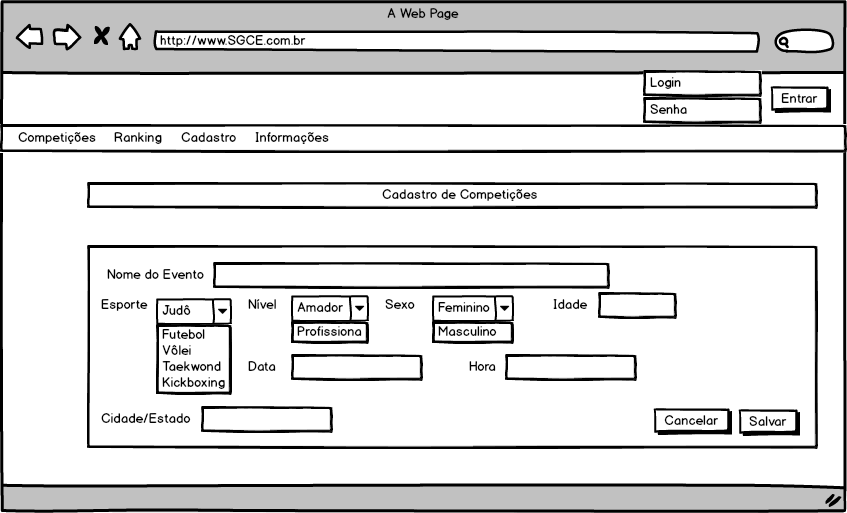 A Web Page
http://www.SGCE.com.br
Login
Senha
Entrar
Competições Ranking Cadastro Informações
Cadastro de Competições
Nome do Evento
Esporte Judô Nível Amador Sexo Feminino Idade
Profissiona Masculino
Futebol
Vôlei
Taekwond
Kickboxing
Data Hora
Cidade/Estado
Cancelar Salvar